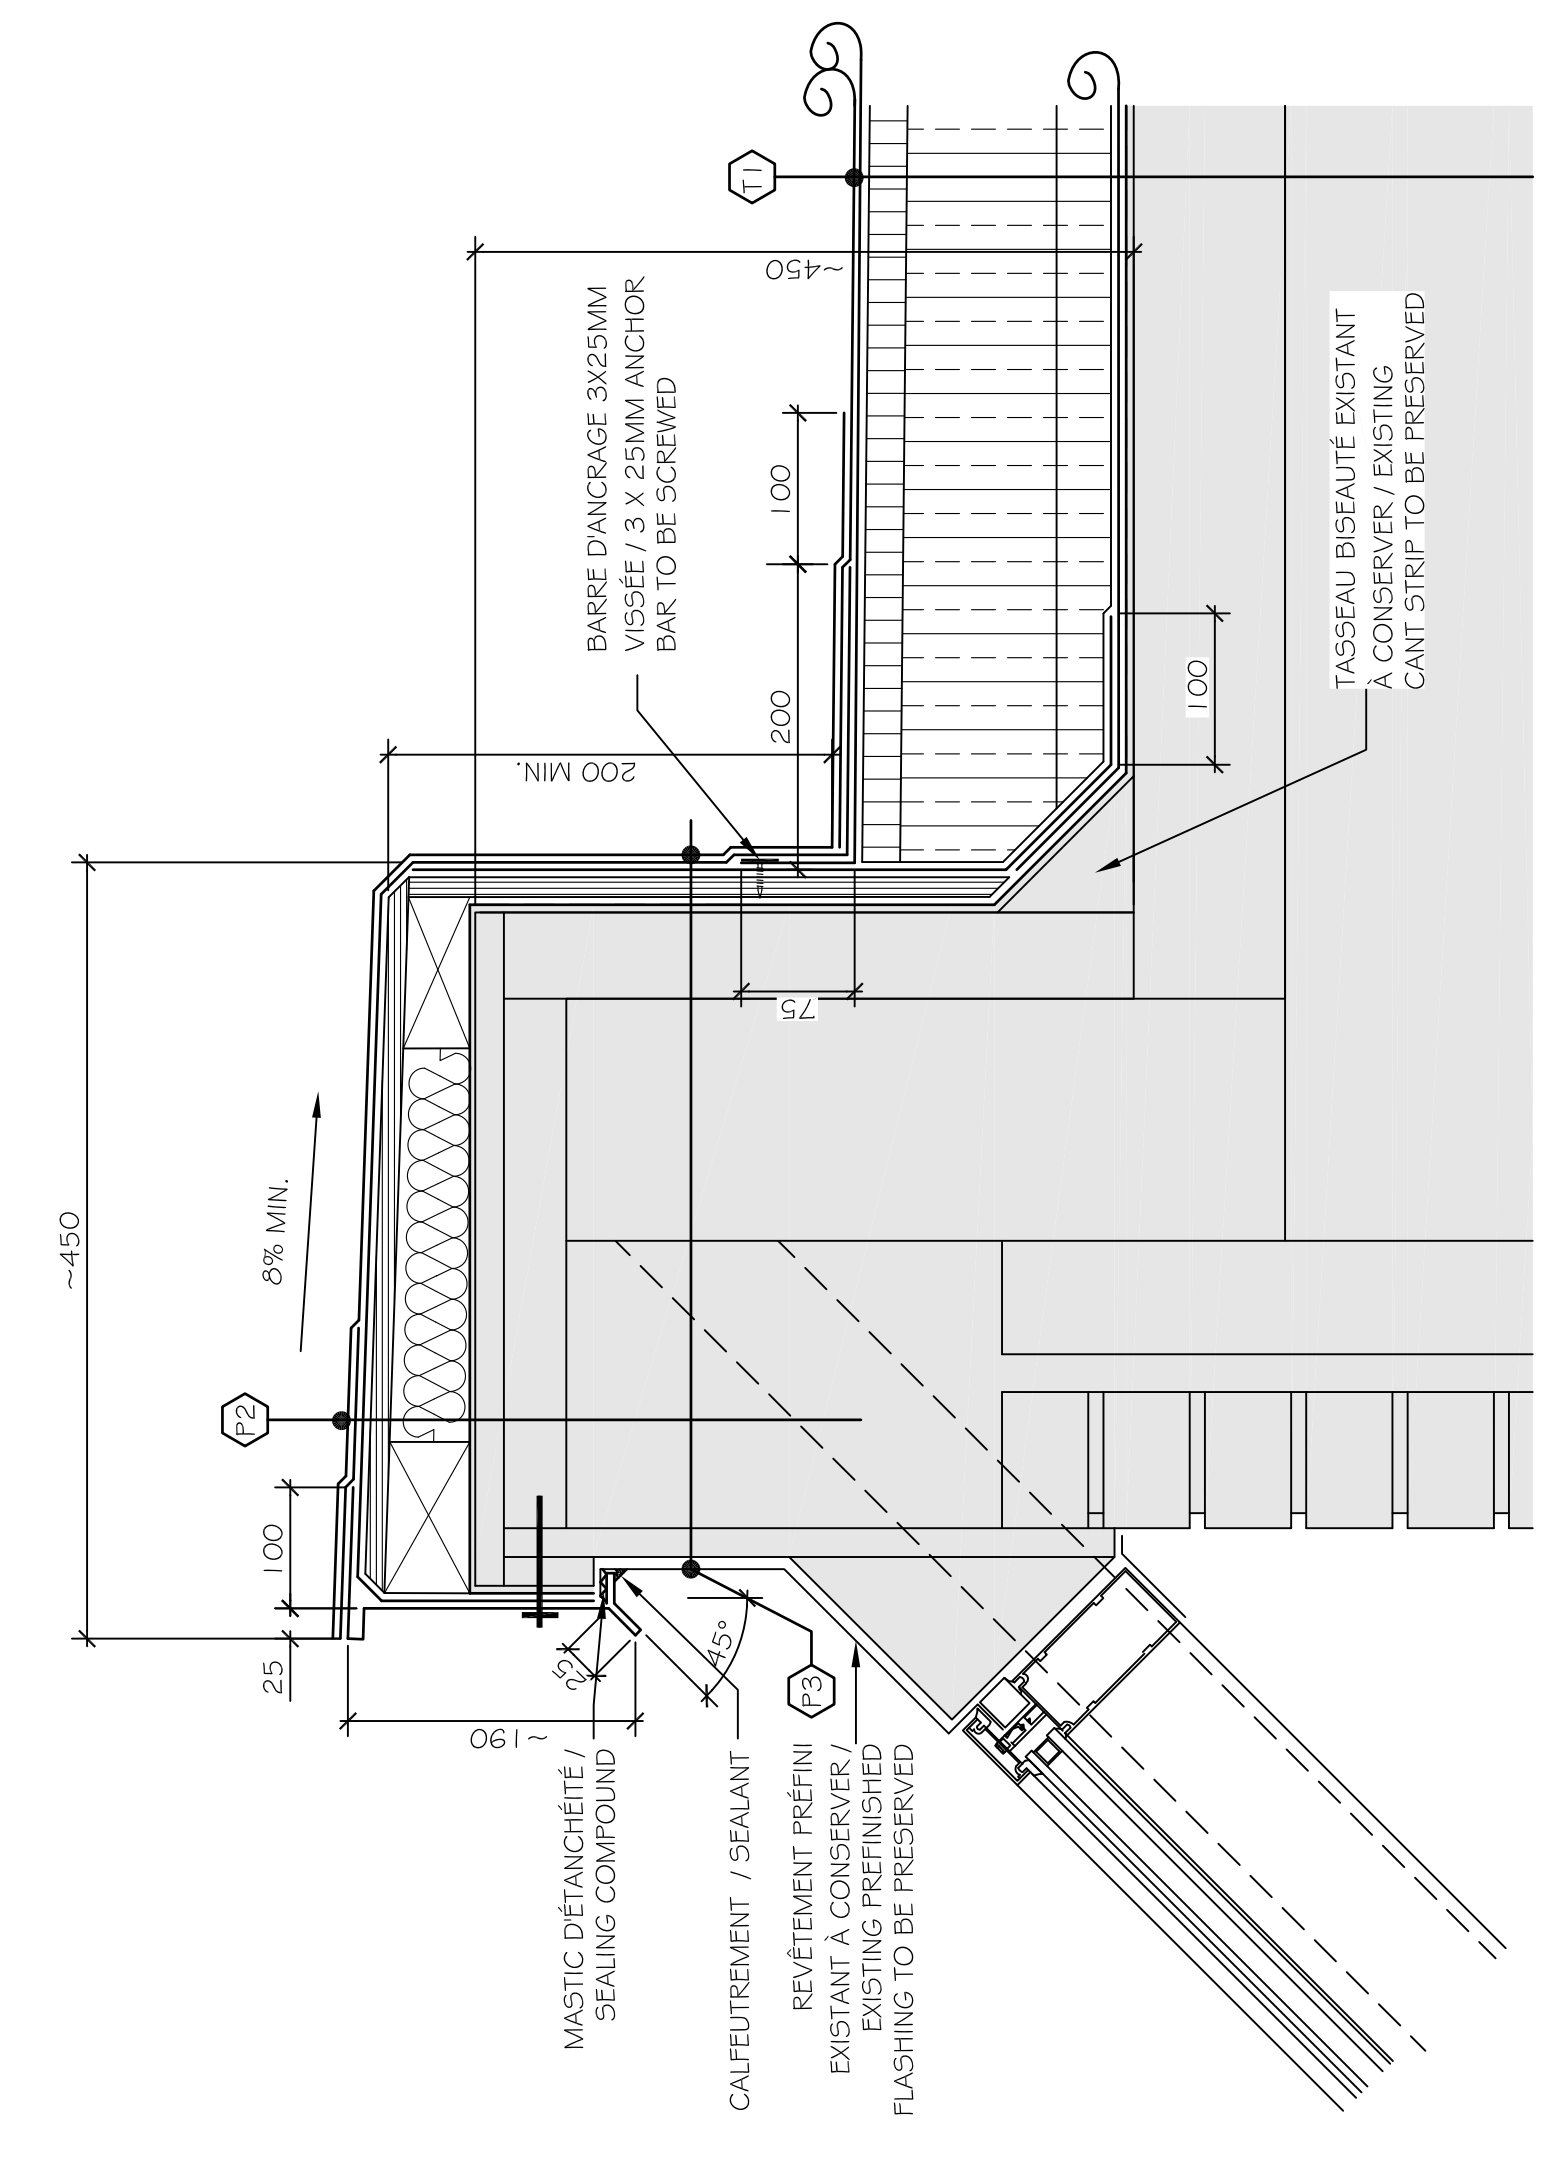 ~450
8% MIN.
P2
100
25
~190
25
45°
P3
MASTIC D'ÉTANCHÉITÉ /
SEALING COMPOUND
CALFEUTREMENT / SEALANT
REVÊTEMENT PRÉFINI
EXISTANT À CONSERVER /
EXISTING PREFINISHED
FLASHING TO BE PRESERVED
200 MIN.
BARRE D'ANCRAGE 3X25MM
VISSÉE / 3 X 25MM ANCHOR
BAR TO BE SCREWED
~450
T1
100
200
75
100
TASSEAU BISEAUTÉ EXISTANT
À CONSERVER / EXISTING
CANT STRIP TO BE PRESERVED